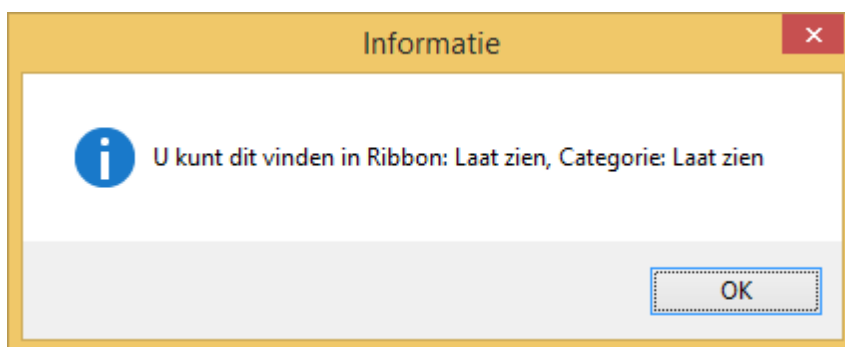 Informatie
U kunt dit vinden in Ribbon: Laat zien, Categorie: Laat zien
OK